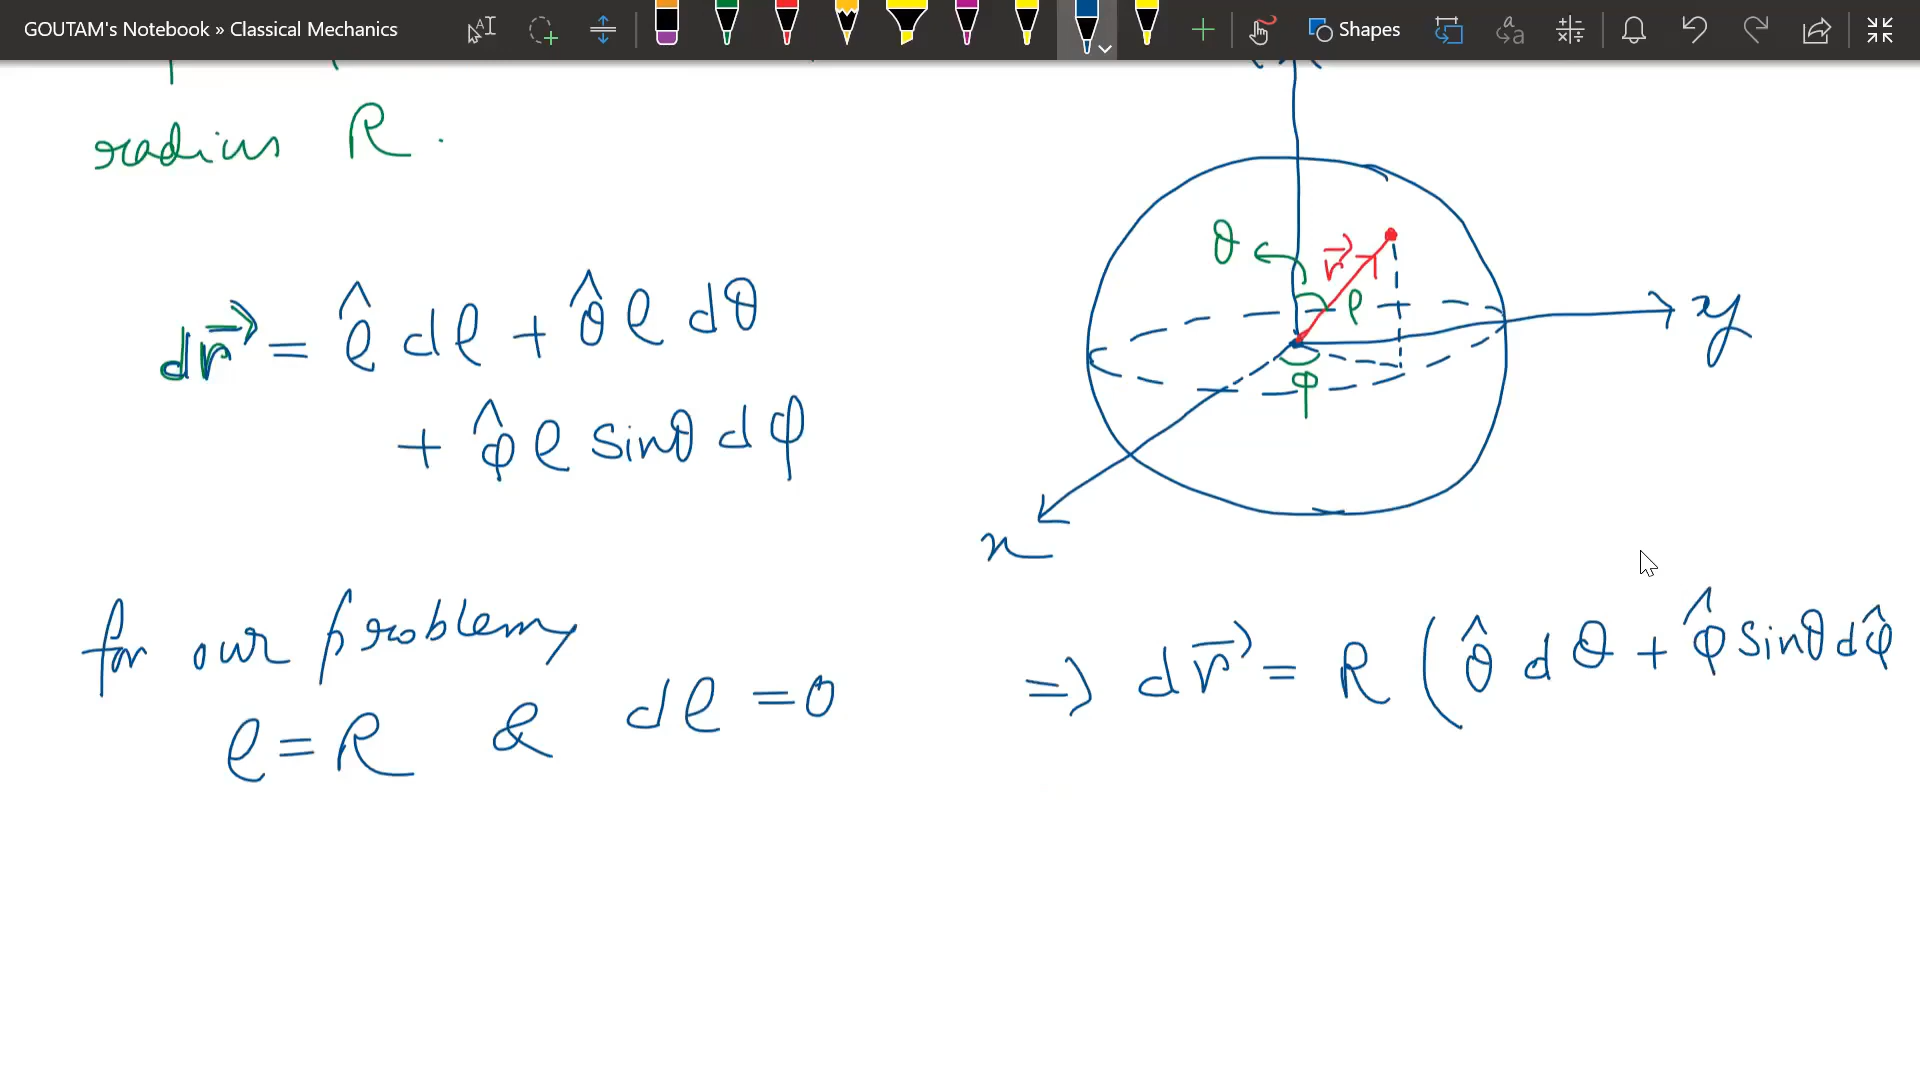 GOUTAM's Notebook » Classical Mechanics
Shapes
radius R.
θ
r⃗
ρ
φ
y
x
dr⃗ = ρ̂ dρ + θ̂ ρ dθ
+ φ̂ ρ sinθ dφ
for our problem,
ρ = R & dρ = 0
⇒ dr⃗ = R ( θ̂ dθ + φ̂ sinθ dφ̂